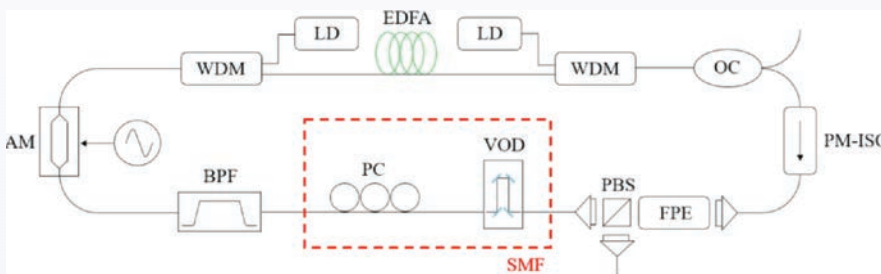 EDFA
LD
LD
WDM
WDM
OC
AM
PM-ISO
VOD
PC
BPF
PBS
FPE
SMF